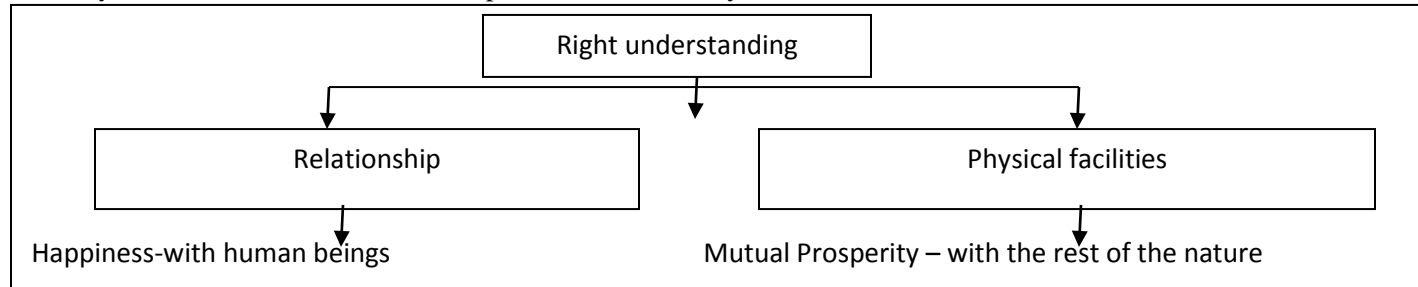 Right understanding
Relationship
Physical facilities
Happiness-with human beings
Mutual Prosperity – with the rest of the nature